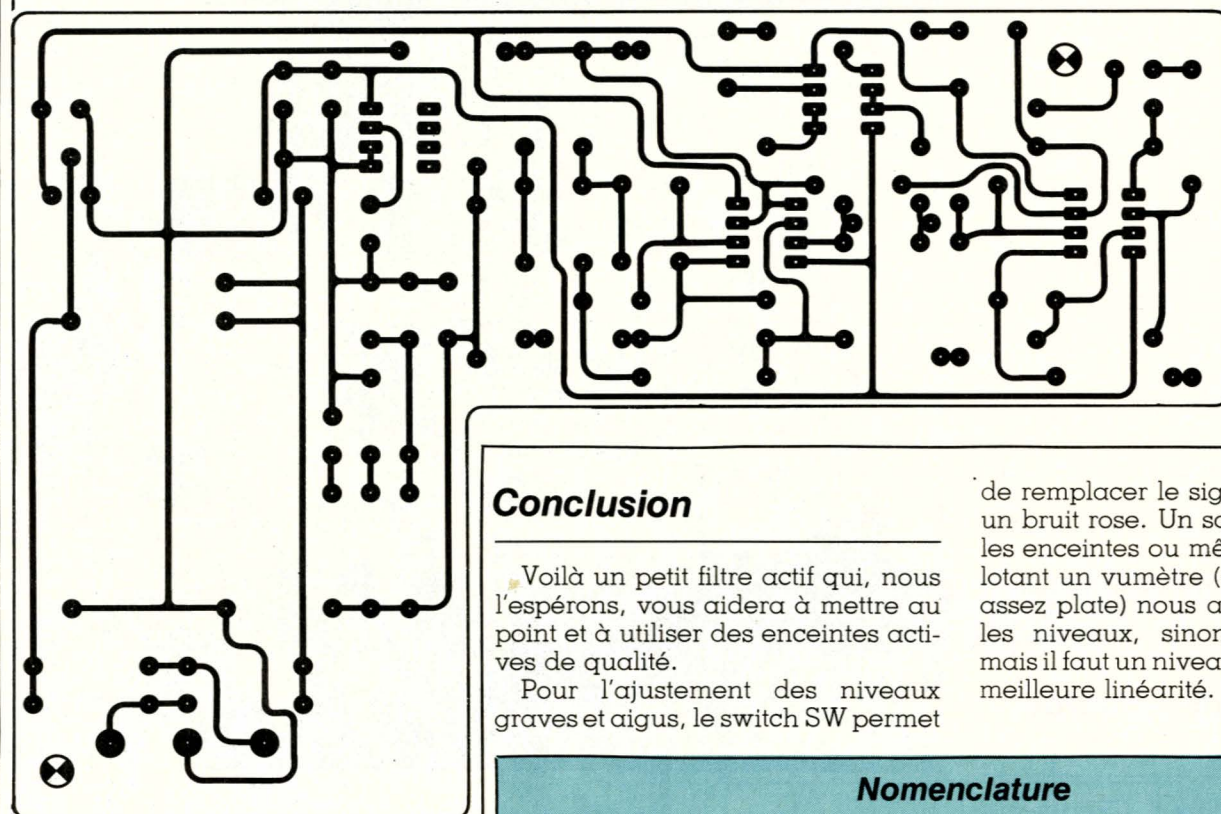 Conclusion
Voilà un petit filtre actif qui, nous
l'espérons, vous aidera à mettre au
point et à utiliser des enceintes acti-
ves de qualité.
Pour l'ajustement des niveaux
graves et aigus, le switch SW permet
de remplacer le sig
un bruit rose. Un so
les enceintes ou mê
lotant un vumètre (
assez plate) nous a
les niveaux, sinon
mais il faut un nivea
meilleure linéarité.
Nomenclature